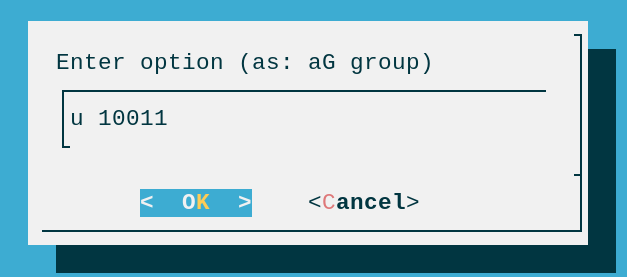 Enter option (as: aG group)
u 10011
<  OK  >    <Cancel>